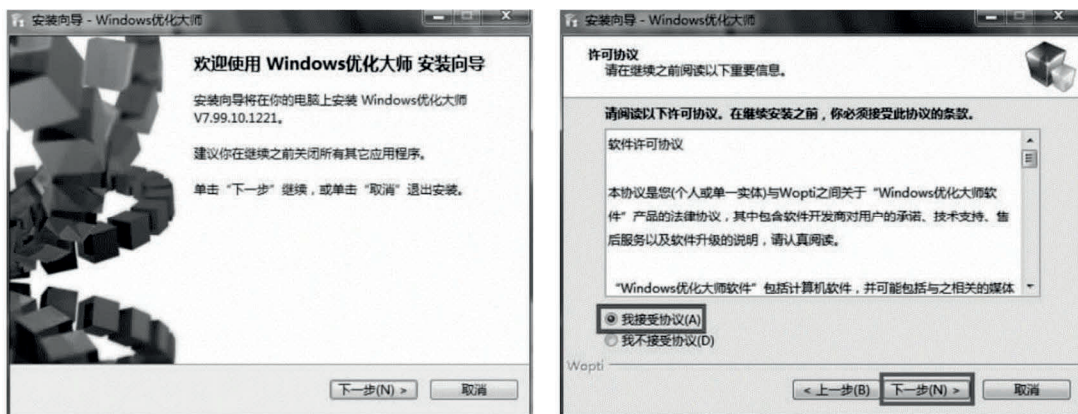 安装向导 - Windows优化大师
欢迎使用 Windows优化大师 安装向导
安装向导将在你的电脑上安装 Windows优化大师
V7.99.10.1221。
建议你在继续之前关闭所有其它应用程序。
单击“下一步”继续，或单击“取消”退出安装。
下一步(N) >
取消
安装向导 - Windows优化大师
许可协议
请在继续之前阅读以下重要信息。
请阅读以下许可协议。在继续安装之前，你必须接受此协议的条款。
软件许可协议
本协议是您(个人或单一实体)与Wopti之间关于“Windows优化大师软
件”产品的法律协议，其中包含软件开发商对用户的承诺、技术支持、售
后服务以及软件升级的说明，请认真阅读。
“Windows优化大师软件”包括计算机软件，并可能包括与之相关的媒体
我接受协议(A)
我不接受协议(D)
Wopti
< 上一步(B)
下一步(N) >
取消